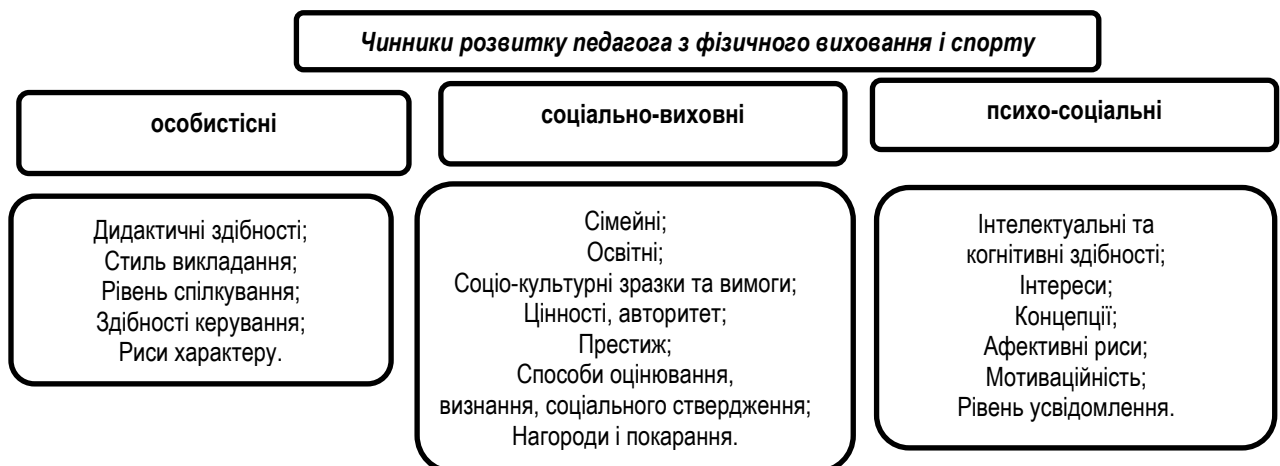 Чинники розвитку педагога з фізичного виховання і спорту
особистісні
соціально-виховні
психо-соціальні
Дидактичні здібності;
Стиль викладання;
Рівень спілкування;
Здібності керування;
Риси характеру.
Сімейні;
Освітні;
Соціо-культурні зразки та вимоги;
Цінності, авторитет;
Престиж;
Способи оцінювання,
визнання, соціального ствердження;
Нагороди і покарання.
Інтелектуальні та
когнітивні здібності;
Інтереси;
Концепції;
Афективні риси;
Мотиваційність;
Рівень усвідомлення.